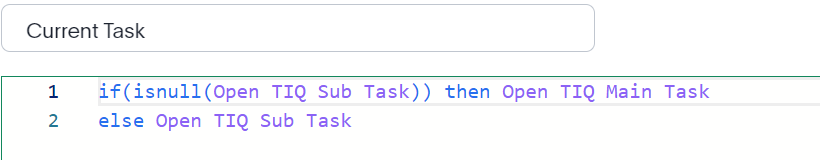 Current Task
1 if(isnull(Open TIQ Sub Task)) then Open TIQ Main Task
2 else Open TIQ Sub Task